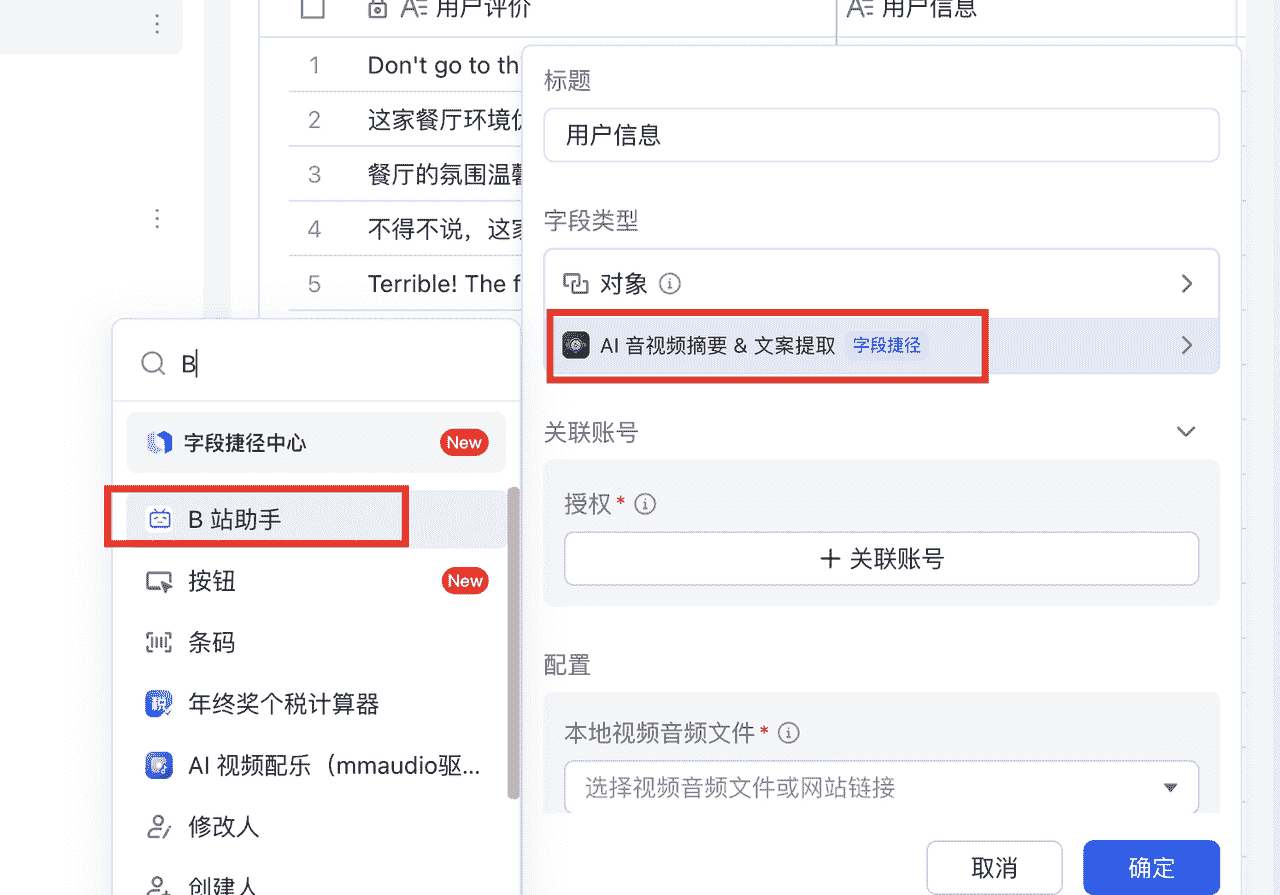 用户评价
用户信息
1 Don't go to th
2 这家餐厅环境优
3 餐厅的氛围温馨
4 不得不说，这家
5 Terrible! The f
标题
用户信息
字段类型
对象
AI 音视频摘要 & 文案提取 字段捷径
关联账号
授权 *
+ 关联账号
配置
本地视频音频文件 *
选择视频音频文件或网站链接
取消
确定
B
字段捷径中心 New
B 站助手
按钮 New
条码
年终奖个税计算器
AI 视频配乐（mmaudio驱...
修改人
创建人